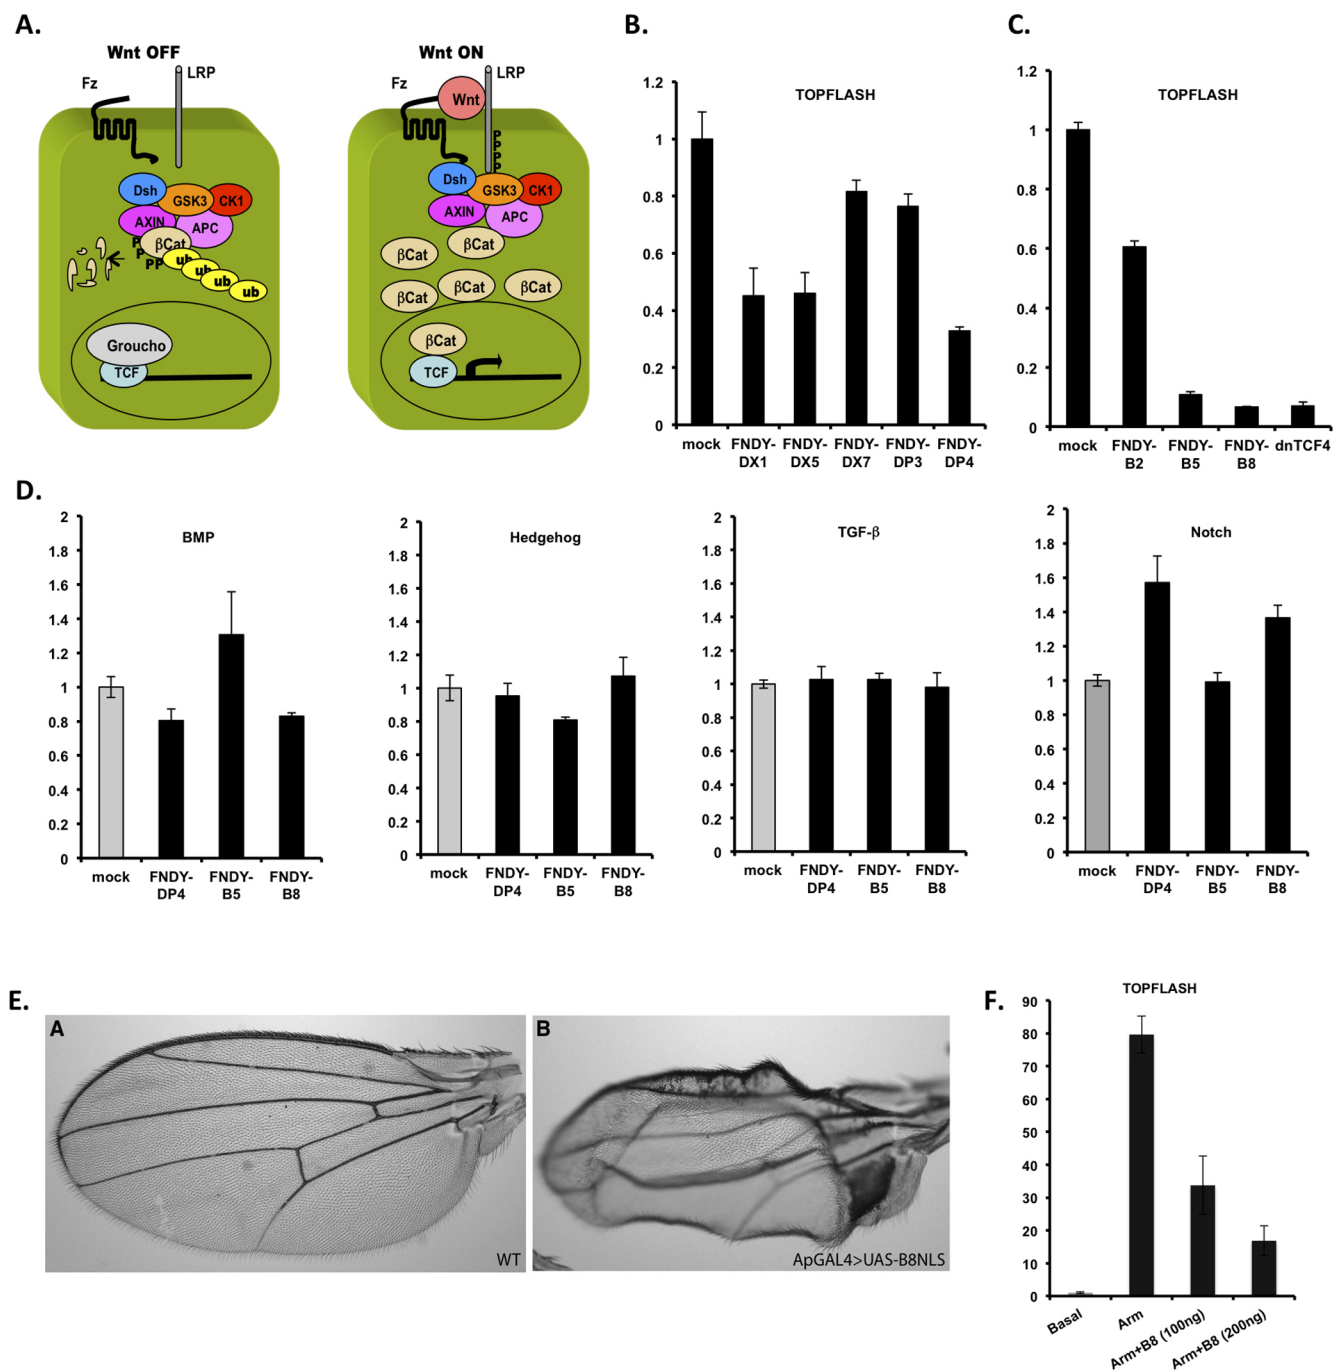 A.
Wnt OFF
Fz
LRP
Dsh
GSK3
CK1
AXIN
APC
P
P
PP
βCat
ub
ub
ub
ub
Groucho
TCF
Wnt ON
Fz
LRP
Wnt
P
P
P
P
Dsh
GSK3
CK1
AXIN
APC
βCat
βCat
βCat
βCat
βCat
βCat
TCF
B.
TOPFLASH
1.2
1
0.8
0.6
0.4
0.2
0
mock FNDY- FNDY- FNDY- FNDY- FNDY-
DX1 DX5 DX7 DP3 DP4
C.
TOPFLASH
1.2
1
0.8
0.6
0.4
0.2
0
mock FNDY- FNDY- FNDY- dnTCF4
B2 B5 B8
D.
BMP
2
1.8
1.6
1.4
1.2
1
0.8
0.6
0.4
0.2
0
mock FNDY- FNDY- FNDY-
DP4 B5 B8
Hedgehog
2
1.8
1.6
1.4
1.2
1
0.8
0.6
0.4
0.2
0
mock FNDY- FNDY- FNDY-
DP4 B5 B8
TGF-β
2
1.8
1.6
1.4
1.2
1
0.8
0.6
0.4
0.2
0
mock FNDY- FNDY- FNDY-
DP4 B5 B8
Notch
2
1.8
1.6
1.4
1.2
1
0.8
0.6
0.4
0.2
0
mock FNDY- FNDY- FNDY-
DP4 B5 B8
E.
A
WT
B
ApGAL4>UAS-B8NLS
F.
TOPFLASH
90
80
70
60
50
40
30
20
10
0
Basal
Arm
Arm+B8 (100ng)
Arm+B8 (200ng)